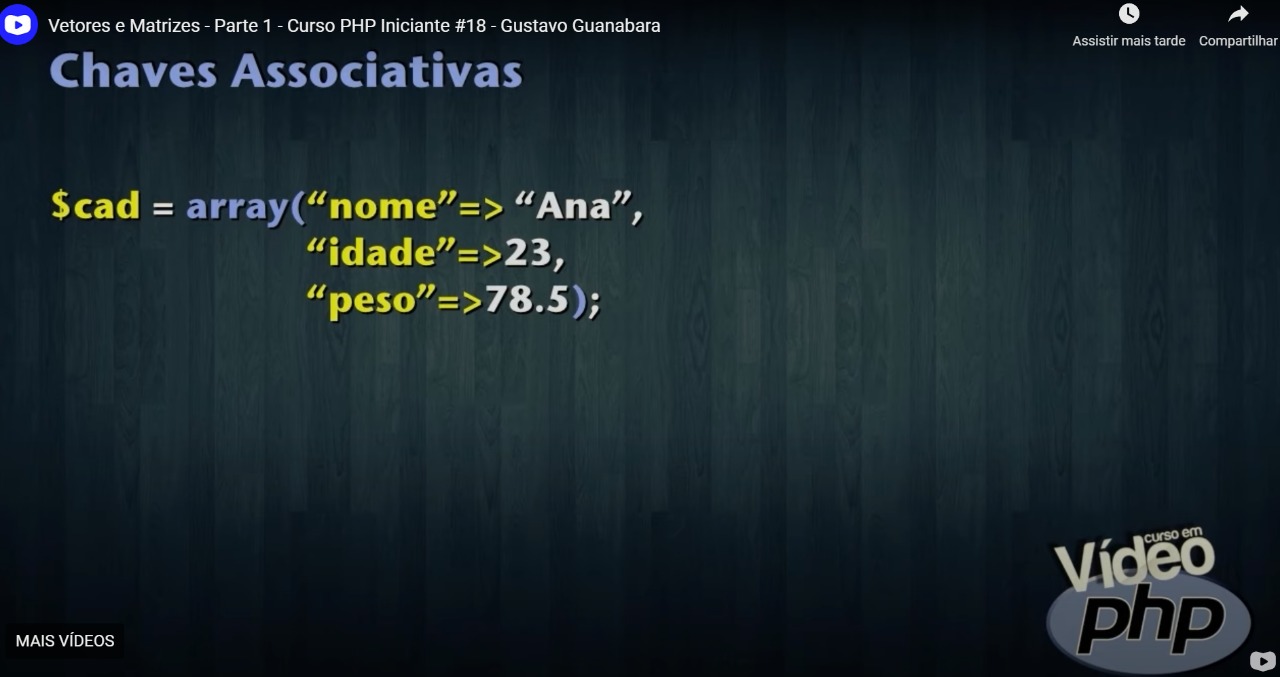 Vetores e Matrizes - Parte 1 - Curso PHP Iniciante #18 - Gustavo Guanabara
Assistir mais tarde
Compartilhar
Chaves Associativas
$cad = array(“nome”=> “Ana”,
“idade”=>23,
“peso”=>78.5);
curso em
Vídeo
php
MAIS VÍDEOS